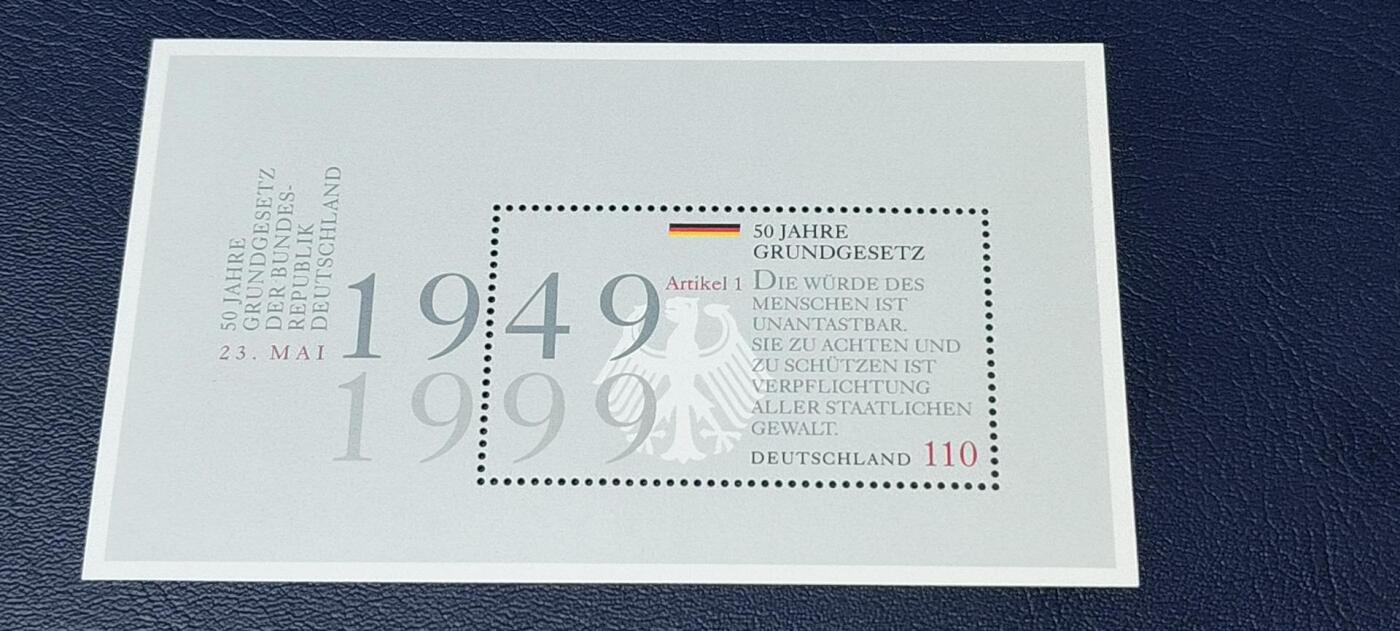 50 JAHRE
GRUNDGESETZ
DER BUNDES-
REPUBLIK
DEUTSCHLAND
23. MAI
1949
1999
50 JAHRE
GRUNDGESETZ
Artikel 1
DIE WÜRDE DES
MENSCHEN IST
UNANTASTBAR.
SIE ZU ACHTEN UND
ZU SCHÜTZEN IST
VERPFLICHTUNG
ALLER STAATLICHEN
GEWALT.
DEUTSCHLAND 110